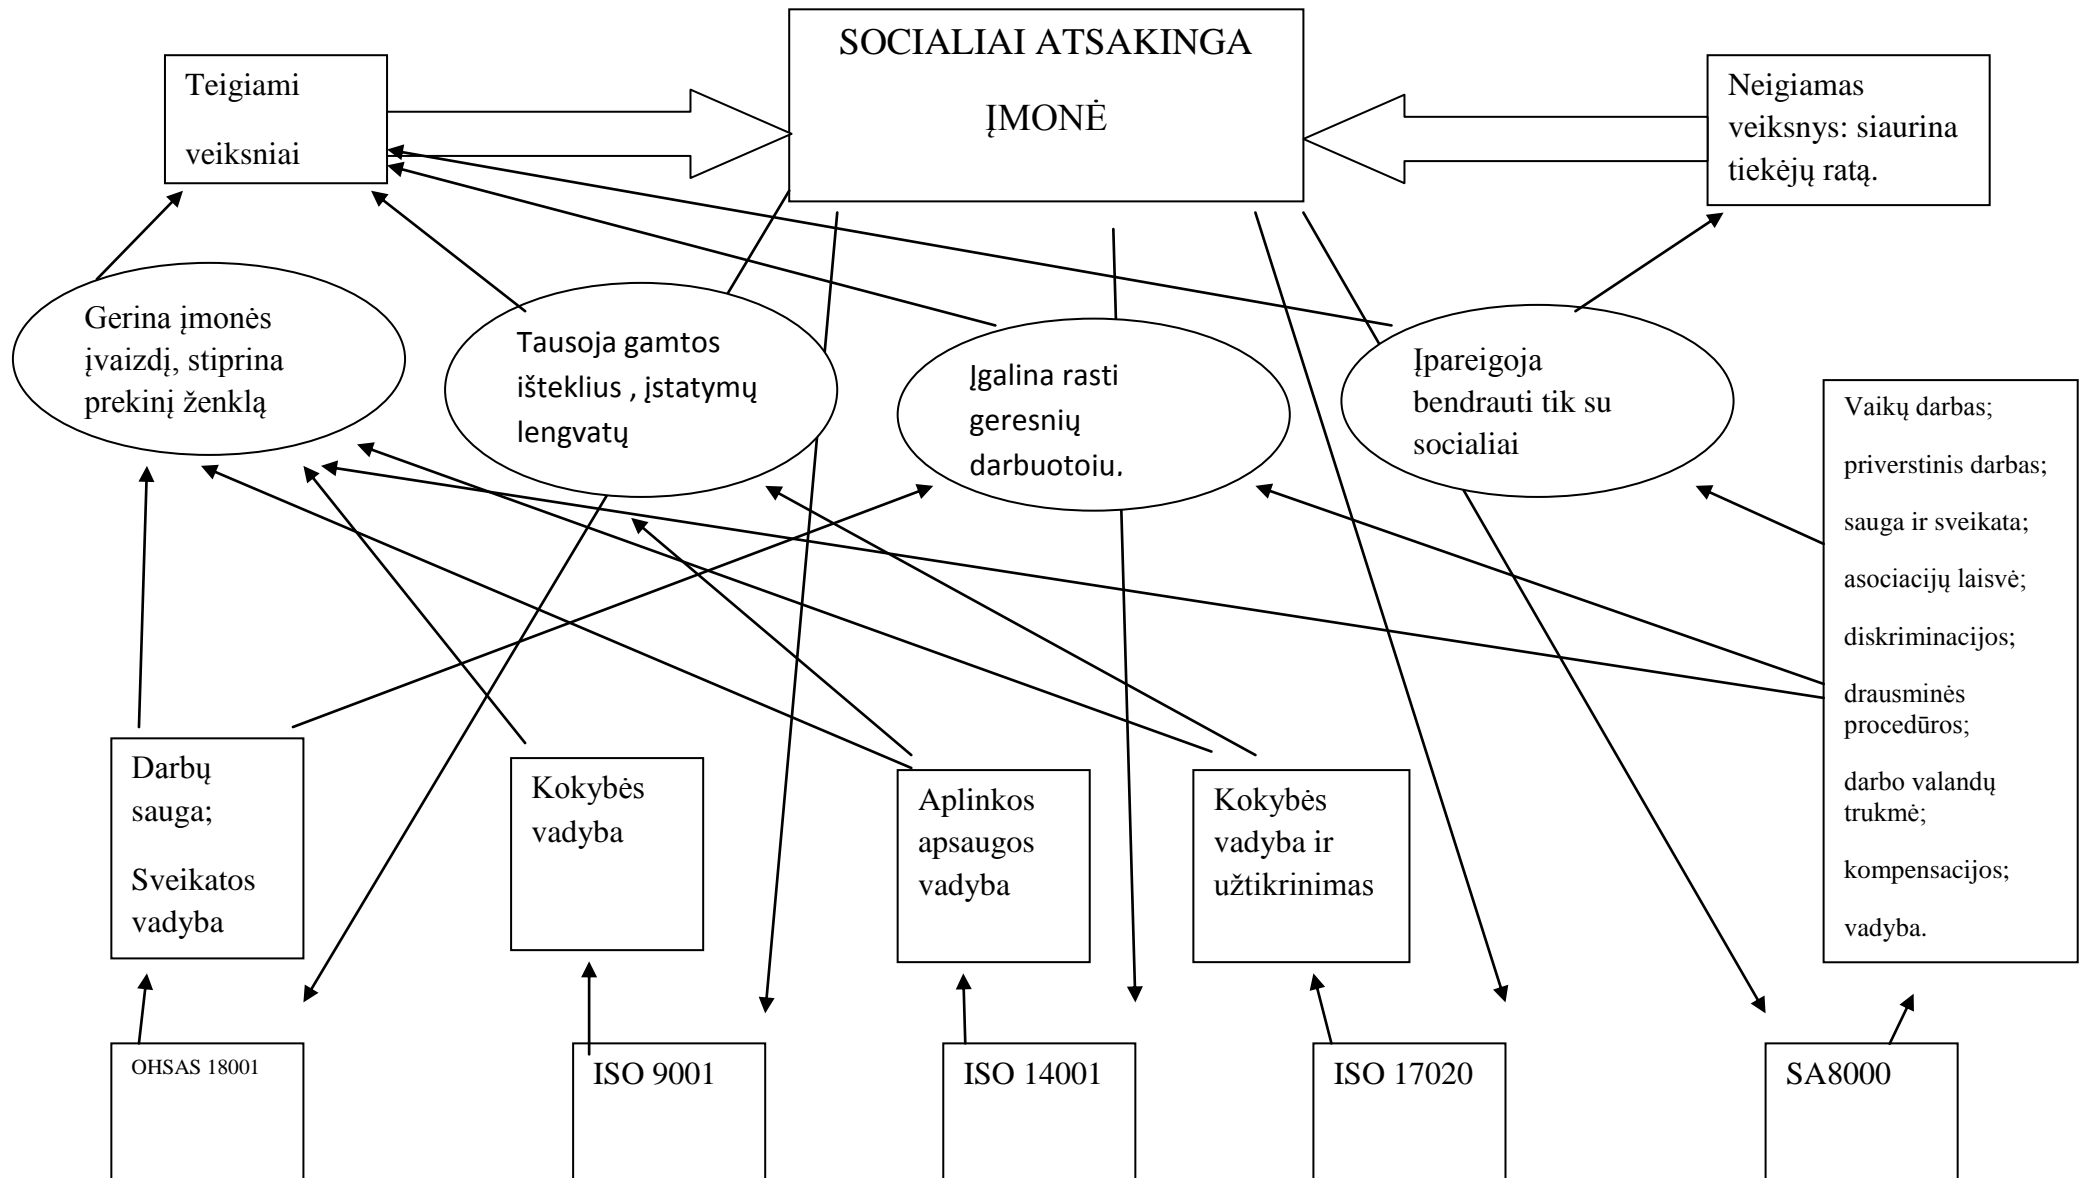 SOCIALIAI ATSAKINGA
ĮMONĖ
Teigiami
veiksniai
Neigiamas
veiksnys: siaurina
tiekėjų ratą.
Gerina įmonės
įvaizdį, stiprina
prekinį ženklą
Tausoja gamtos
išteklius , įstatymų
lengvatų
Įgalina rasti
geresnių
darbuotojų.
Įpareigoja
bendrauti tik su
socialiai
Vaikų darbas;
priverstinis darbas;
sauga ir sveikata;
asociacijų laisvė;
diskriminacijos;
drausminės
procedūros;
darbo valandų
trukmė;
kompensacijos;
vadyba.
Darbų
sauga;
Sveikatos
vadyba
Kokybės
vadyba
Aplinkos
apsaugos
vadyba
Kokybės
vadyba ir
užtikrinimas
OHSAS 18001
ISO 9001
ISO 14001
ISO 17020
SA8000